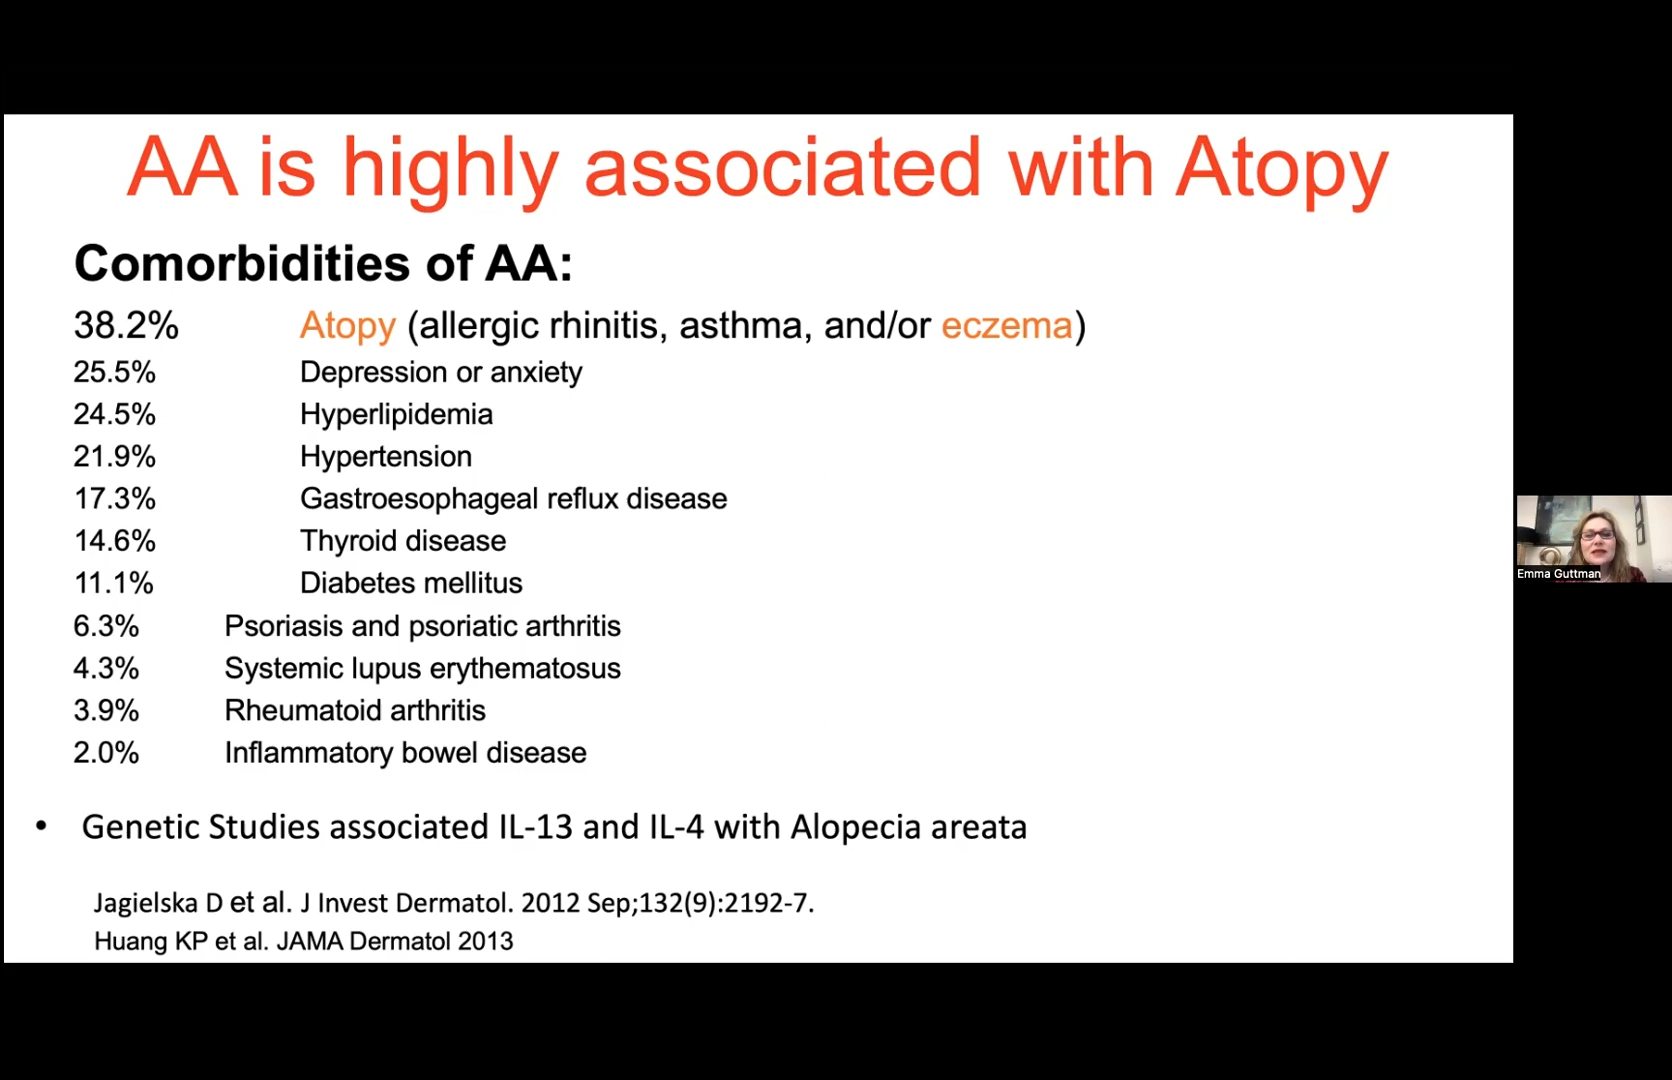 AA is highly associated with Atopy
Comorbidities of AA:
38.2% Atopy (allergic rhinitis, asthma, and/or eczema)
25.5% Depression or anxiety
24.5% Hyperlipidemia
21.9% Hypertension
17.3% Gastroesophageal reflux disease
14.6% Thyroid disease
11.1% Diabetes mellitus
6.3% Psoriasis and psoriatic arthritis
4.3% Systemic lupus erythematosus
3.9% Rheumatoid arthritis
2.0% Inflammatory bowel disease
• Genetic Studies associated IL-13 and IL-4 with Alopecia areata
Jagielska D et al. J Invest Dermatol. 2012 Sep;132(9):2192-7.
Huang KP et al. JAMA Dermatol 2013
Emma Guttman